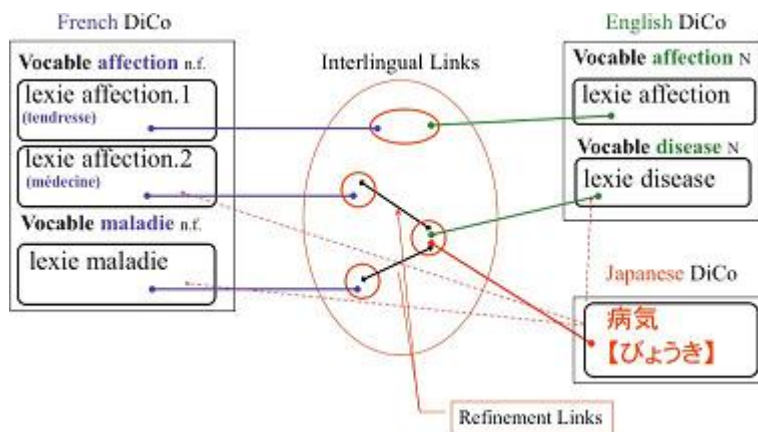 French DiCo
Vocable affection n.f.
lexie affection.1
(tendresse)
lexie affection.2
(médecine)
Vocable maladie n.f.
lexie maladie
Interlingual Links
Refinement Links
English DiCo
Vocable affection N
lexie affection
Vocable disease N
lexie disease
Japanese DiCo
病気
【びょうき】